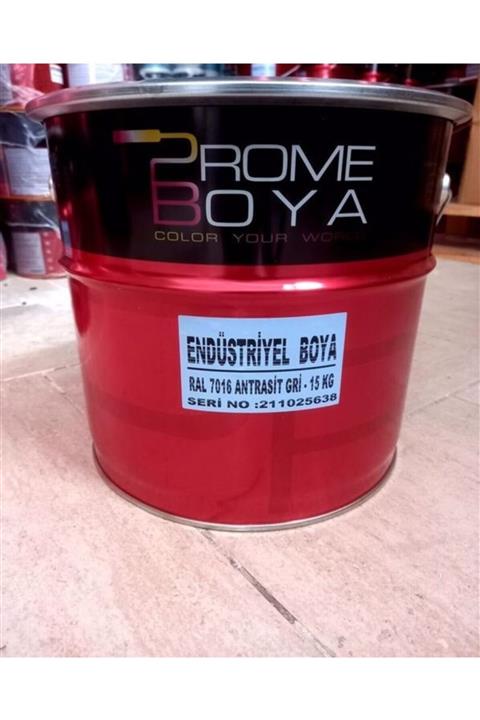 PROME
BOYA
COLOR YOUR WORLD
ENDÜSTRİYEL BOYA
RAL 7016 ANTRASİT GRİ - 15 KG
SERİ NO :211025638